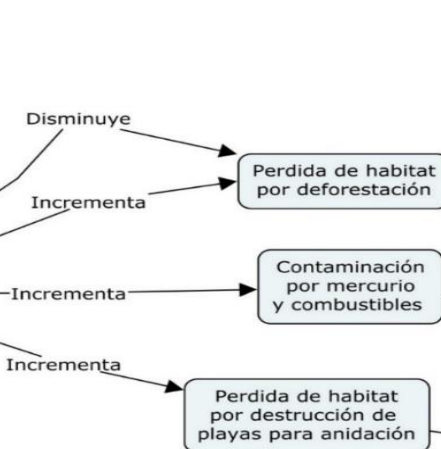 Disminuye
Perdida de habitat
por deforestación
Incrementa
Contaminación
por mercurio
y combustibles
Incrementa
Incrementa
Perdida de habitat
por destrucción de
playas para anidación